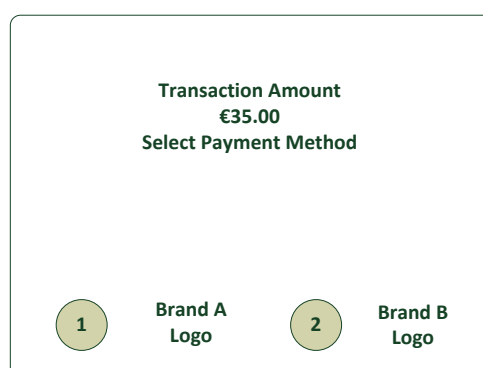 Transaction Amount
€35.00
Select Payment Method
1
Brand A
Logo
2
Brand B
Logo